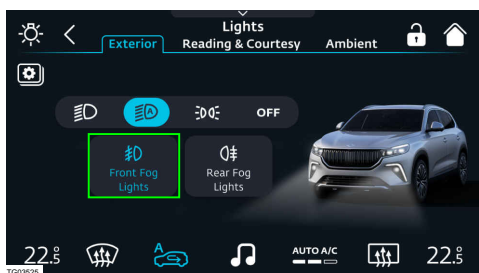 Lights
Exterior
Reading & Courtesy
Ambient
A
OFF
Front Fog
Lights
Rear Fog
Lights
22.5°
A
AUTO A/C
22.5°
TG03525